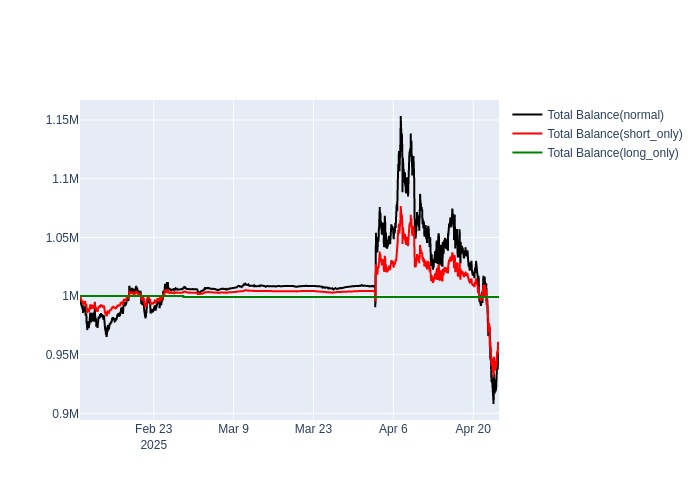 1.15M
1.1M
1.05M
1M
0.95M
0.9M
Feb 23
2025
Mar 9
Mar 23
Apr 6
Apr 20
Total Balance(normal)
Total Balance(short_only)
Total Balance(long_only)